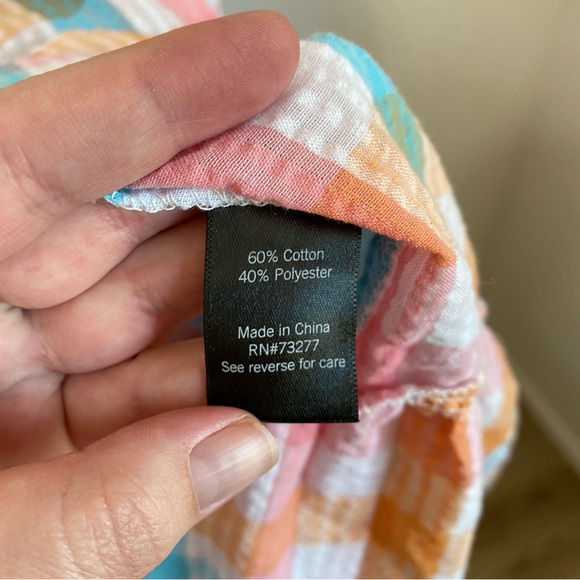 60% Cotton
40% Polyester
Made in China
RN#73277
See reverse for care